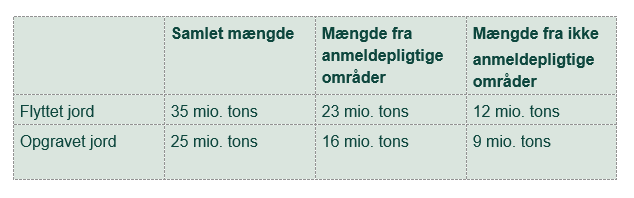 Samlet mængde
Mængde fra
anmeldepligtige
områder
Mængde fra ikke
anmeldepligtige
områder
Flyttet jord 35 mio. tons 23 mio. tons 12 mio. tons
Opgravet jord 25 mio. tons 16 mio. tons 9 mio. tons